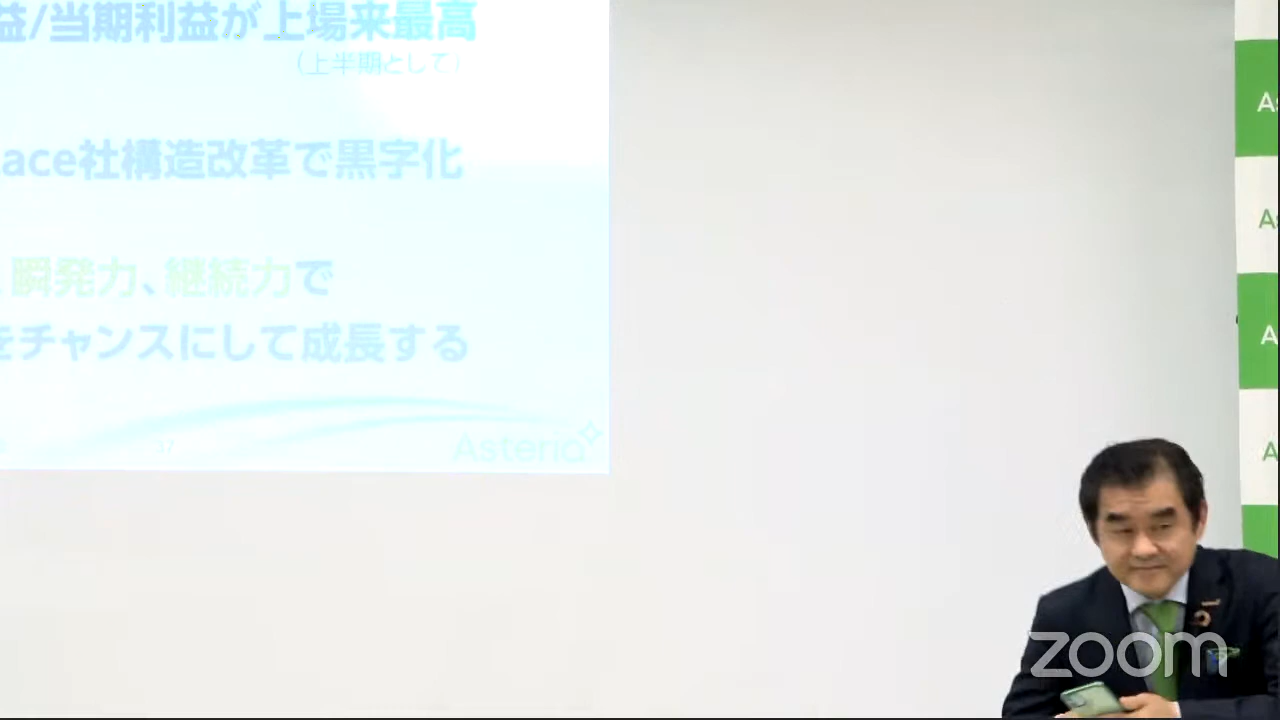 益/当期利益が上場来最高
(上半期として)
ace社構造改革で黒字化
瞬発力、継続力で
をチャンスにして成長する
37
Asteria
As
As
A
A
zoom